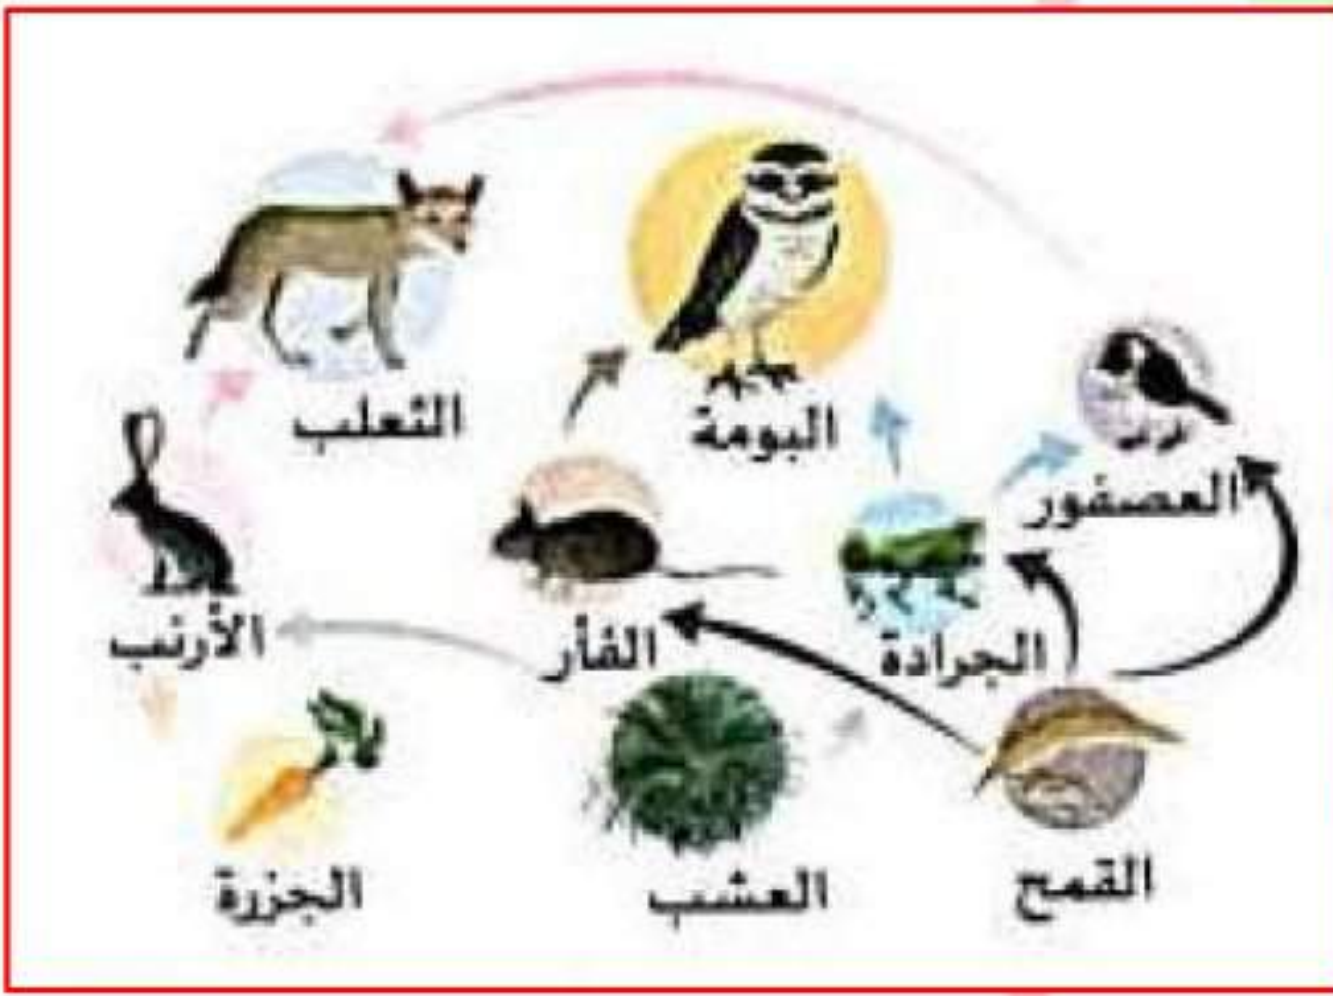 الثعلب
البومة
العصفور
الأرنب
الفأر
الجرادة
الجزرة
العشب
القمح